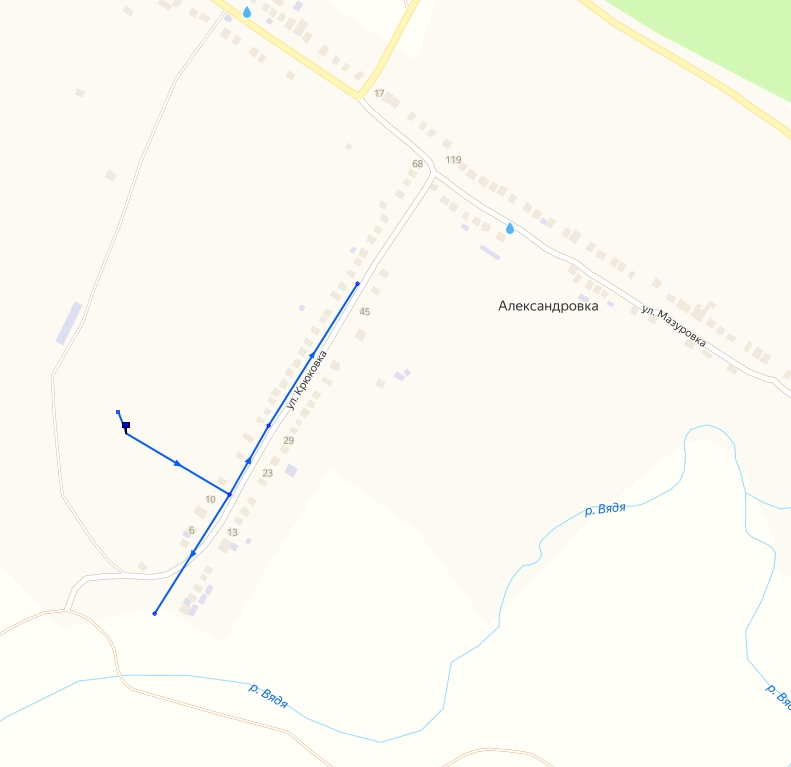 17
68
119
Александровка
45
ул. Мазуровка
ул. Крюковка
29
23
10
р. Вядя
6
13
р. Вядя
р. Вядя